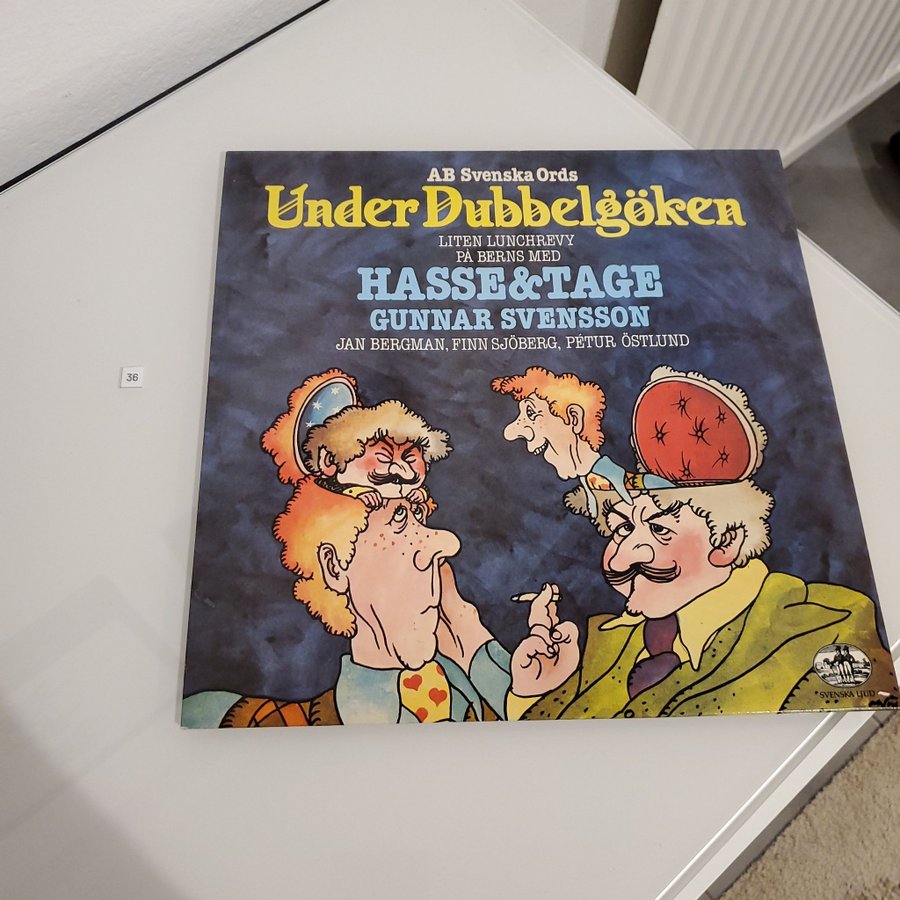 AB Svenska Ords
Under Dubbelgöken
LITEN LUNCHREVY
PÅ BERNS MED
HASSE&TAGE
GUNNAR SVENSSON
JAN BERGMAN, FINN SJÖBERG, PÉTUR ÖSTLUND
36
SVENSKA LJUD